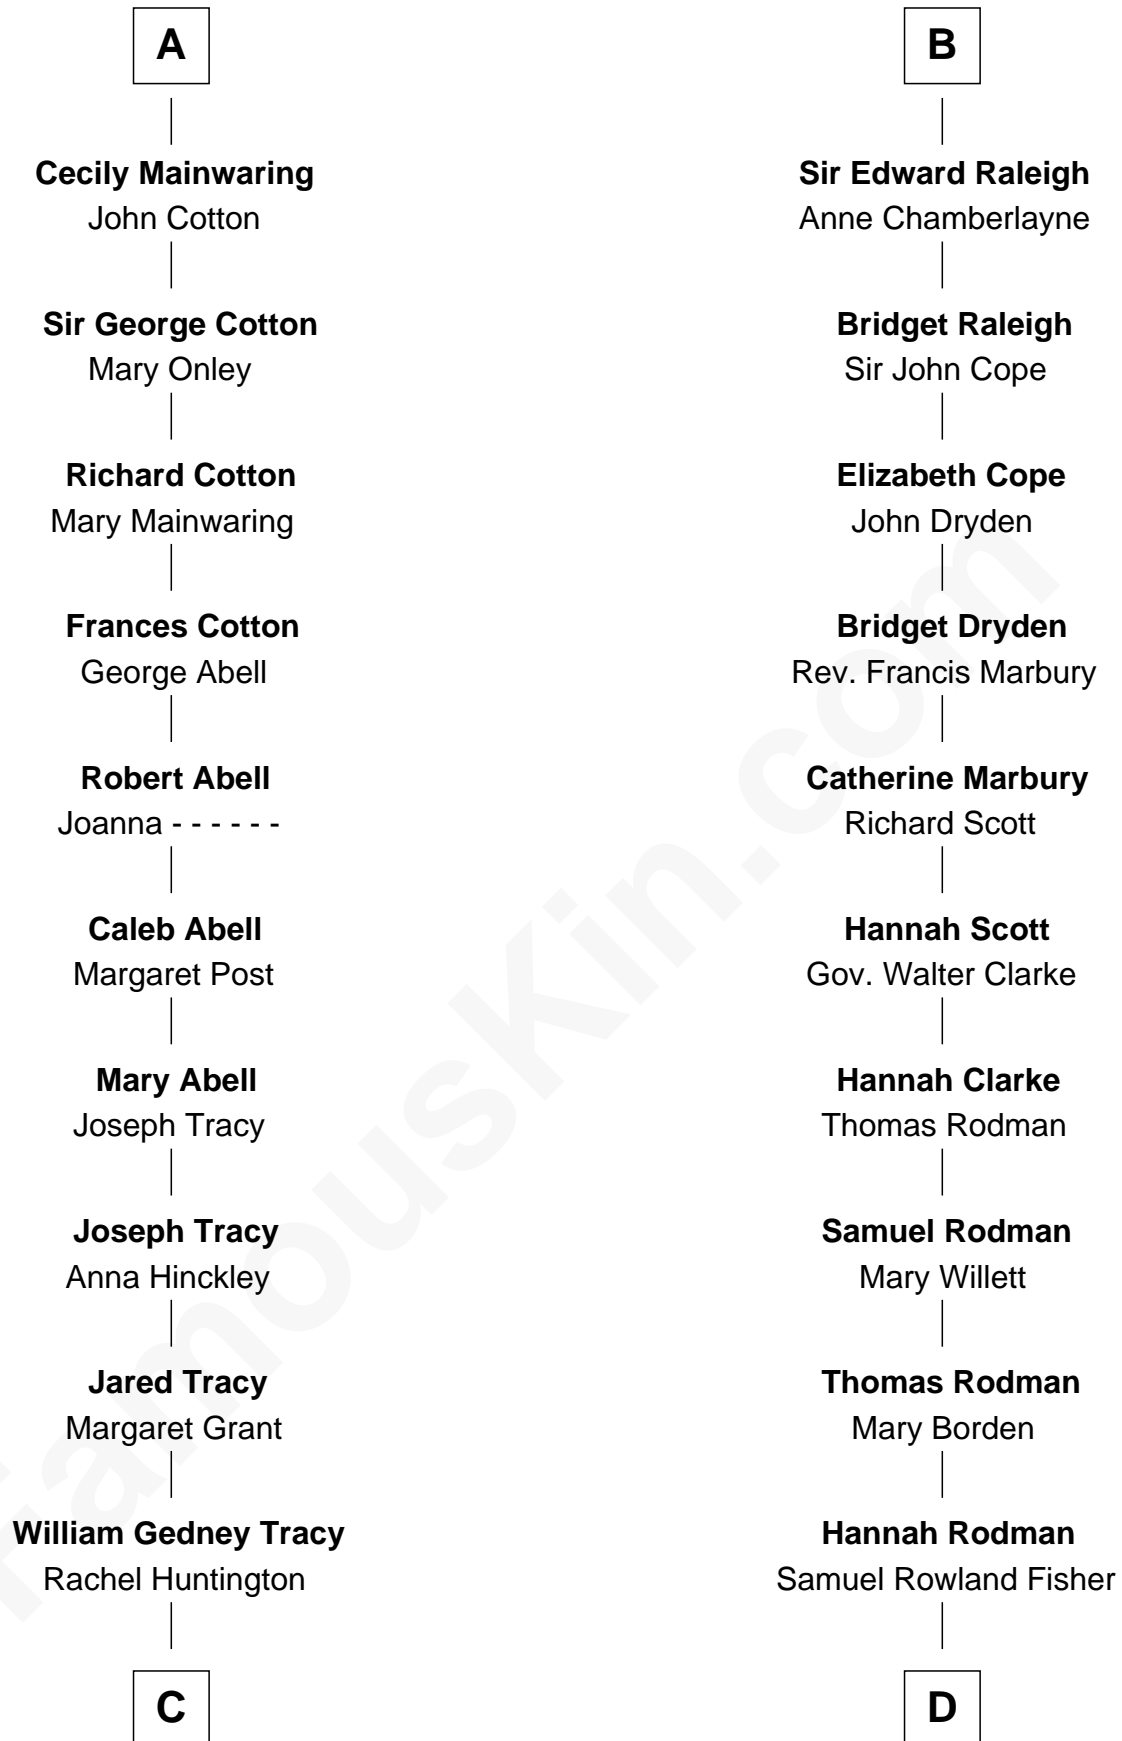 A
Cecily Mainwaring
John Cotton
Sir George Cotton
Mary Onley
Richard Cotton
Mary Mainwaring
Frances Cotton
George Abell
Robert Abell
Joanna - - - - - -
Caleb Abell
Margaret Post
Mary Abell
Joseph Tracy
Joseph Tracy
Anna Hinckley
Jared Tracy
Margaret Grant
William Gedney Tracy
Rachel Huntington
C
B
Sir Edward Raleigh
Anne Chamberlayne
Bridget Raleigh
Sir John Cope
Elizabeth Cope
John Dryden
Bridget Dryden
Rev. Francis Marbury
Catherine Marbury
Richard Scott
Hannah Scott
Gov. Walter Clarke
Hannah Clarke
Thomas Rodman
Samuel Rodman
Mary Willett
Thomas Rodman
Mary Borden
Hannah Rodman
Samuel Rowland Fisher
D
FamousKin.com